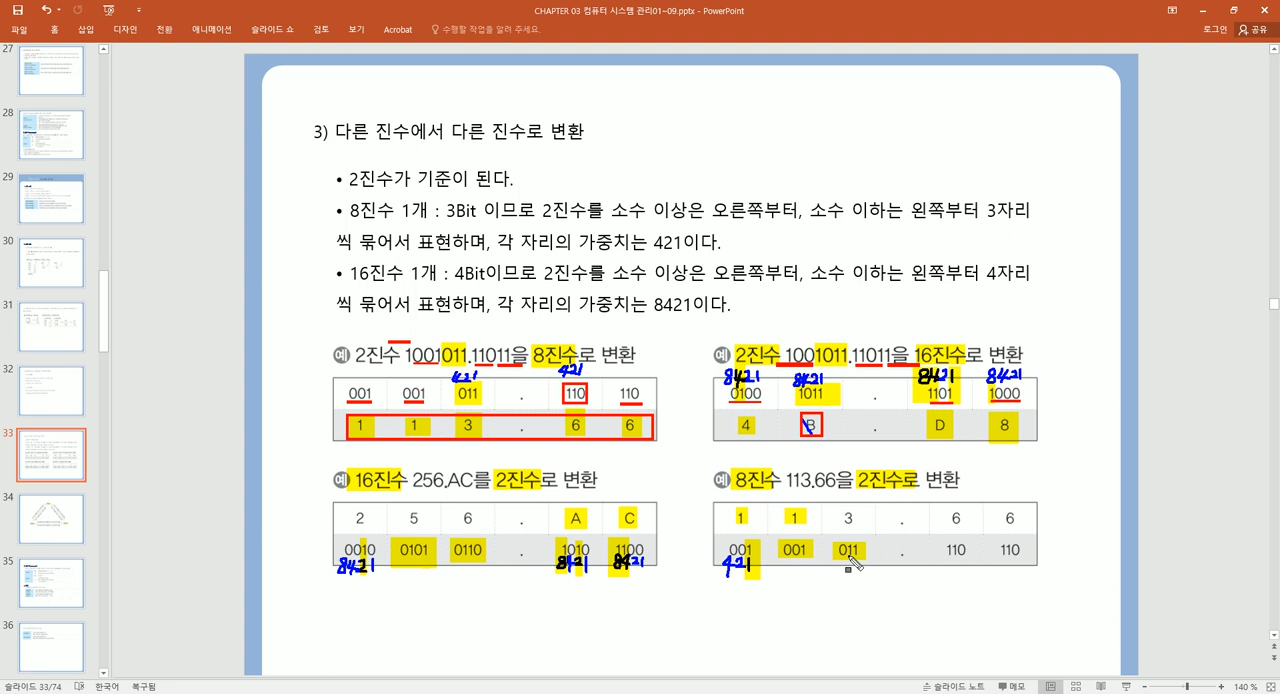 CHAPTER 03 컴퓨터 시스템 관리01~09.pptx - PowerPoint
파일 홈 삽입 디자인 전환 애니메이션 슬라이드 쇼 검토 보기 Acrobat 수행할 작업을 알려 주세요. 로그인 공유
27
28
29
30
31
32
33
34
35
36
3) 다른 진수에서 다른 진수로 변환
• 2진수가 기준이 된다.
• 8진수 1개 : 3Bit 이므로 2진수를 소수 이상은 오른쪽부터, 소수 이하는 왼쪽부터 3자리
씩 묶어서 표현하며, 각 자리의 가중치는 421이다.
• 16진수 1개 : 4Bit이므로 2진수를 소수 이상은 오른쪽부터, 소수 이하는 왼쪽부터 4자리
씩 묶어서 표현하며, 각 자리의 가중치는 8421이다.
예 2진수 1001011.11011을 8진수로 변환
421 421
001 001 011 . 110 110
1 1 3 . 6 6
예 2진수 1001011.11011을 16진수로 변환
8421 8421 8421 8421
0100 1011 . 1101 1000
4 B . D 8
예 16진수 256.AC를 2진수로 변환
2 5 6 . A C
0010 0101 0110 . 1010 1100
8421 8421 8421
예 8진수 113.66을 2진수로 변환
1 1 3 . 6 6
001 001 011 . 110 110
421
슬라이드 33/74 한국어 복구됨 슬라이드 노트 메모 140 %